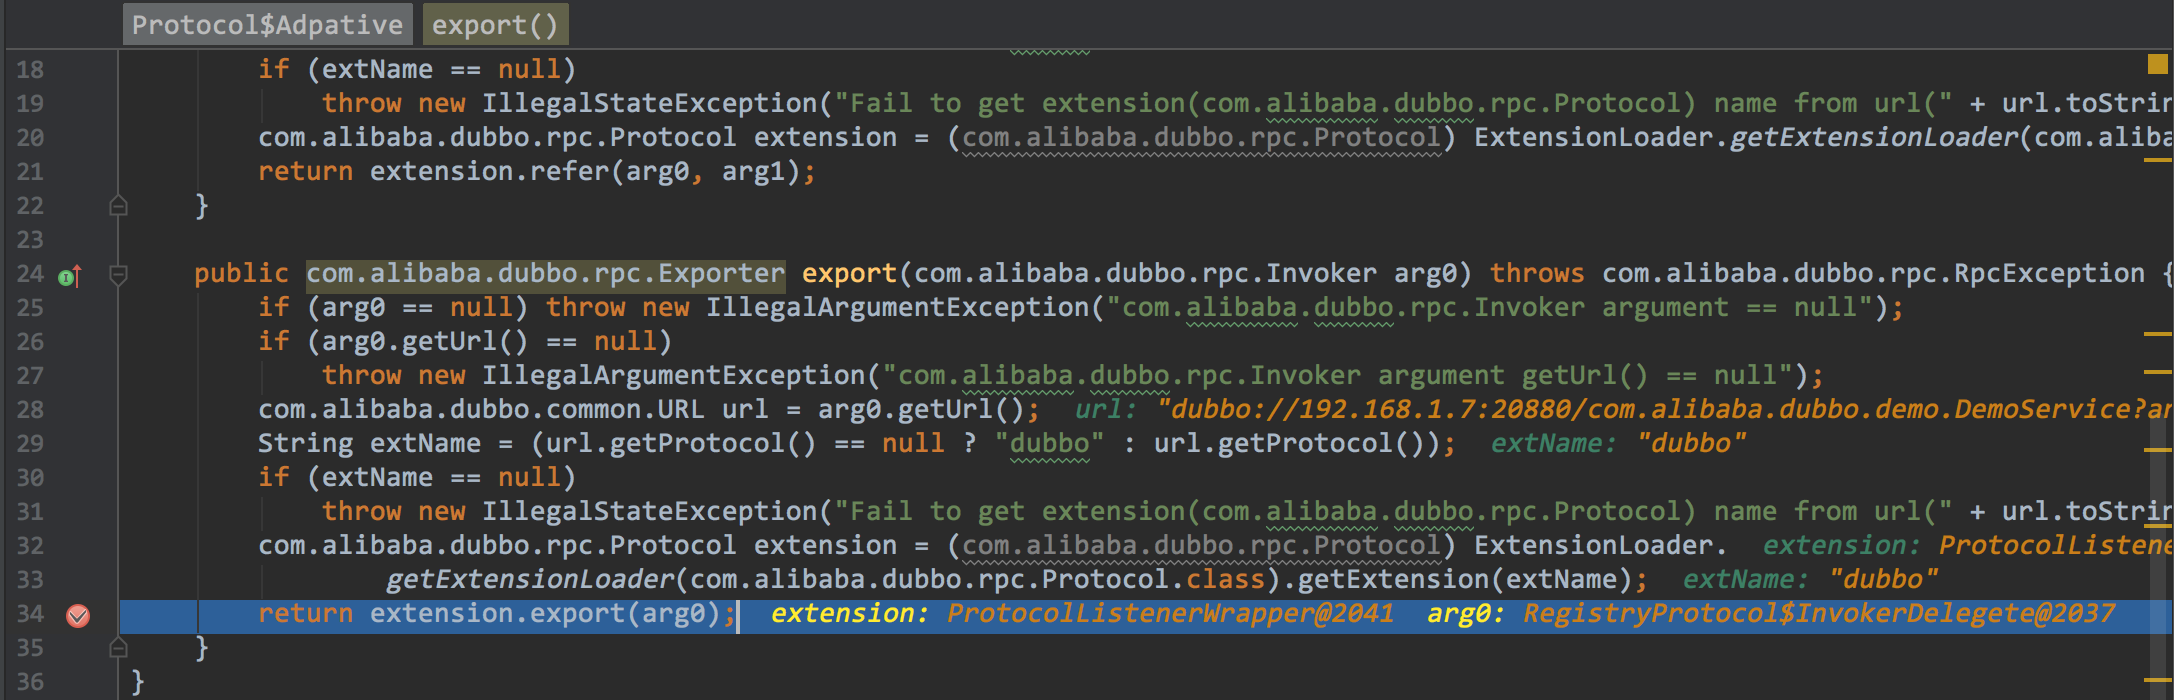 Protocol$Adpative export()
18 if (extName == null)
19 throw new IllegalStateException("Fail to get extension(com.alibaba.dubbo.rpc.Protocol) name from url(" + url.toStrin
20 com.alibaba.dubbo.rpc.Protocol extension = (com.alibaba.dubbo.rpc.Protocol) ExtensionLoader.getExtensionLoader(com.aliba
21 return extension.refer(arg0, arg1);
22 }
23
24 public com.alibaba.dubbo.rpc.Exporter export(com.alibaba.dubbo.rpc.Invoker arg0) throws com.alibaba.dubbo.rpc.RpcException {
25 if (arg0 == null) throw new IllegalArgumentException("com.alibaba.dubbo.rpc.Invoker argument == null");
26 if (arg0.getUrl() == null)
27 throw new IllegalArgumentException("com.alibaba.dubbo.rpc.Invoker argument getUrl() == null");
28 com.alibaba.dubbo.common.URL url = arg0.getUrl(); url: "dubbo://192.168.1.7:20880/com.alibaba.dubbo.demo.DemoService?an
29 String extName = (url.getProtocol() == null ? "dubbo" : url.getProtocol()); extName: "dubbo"
30 if (extName == null)
31 throw new IllegalStateException("Fail to get extension(com.alibaba.dubbo.rpc.Protocol) name from url(" + url.toStrin
32 com.alibaba.dubbo.rpc.Protocol extension = (com.alibaba.dubbo.rpc.Protocol) ExtensionLoader. extension: ProtocolListene
33 getExtensionLoader(com.alibaba.dubbo.rpc.Protocol.class).getExtension(extName); extName: "dubbo"
34 return extension.export(arg0); extension: ProtocolListenerWrapper@2041 arg0: RegistryProtocol$InvokerDelegete@2037
35 }
36 }